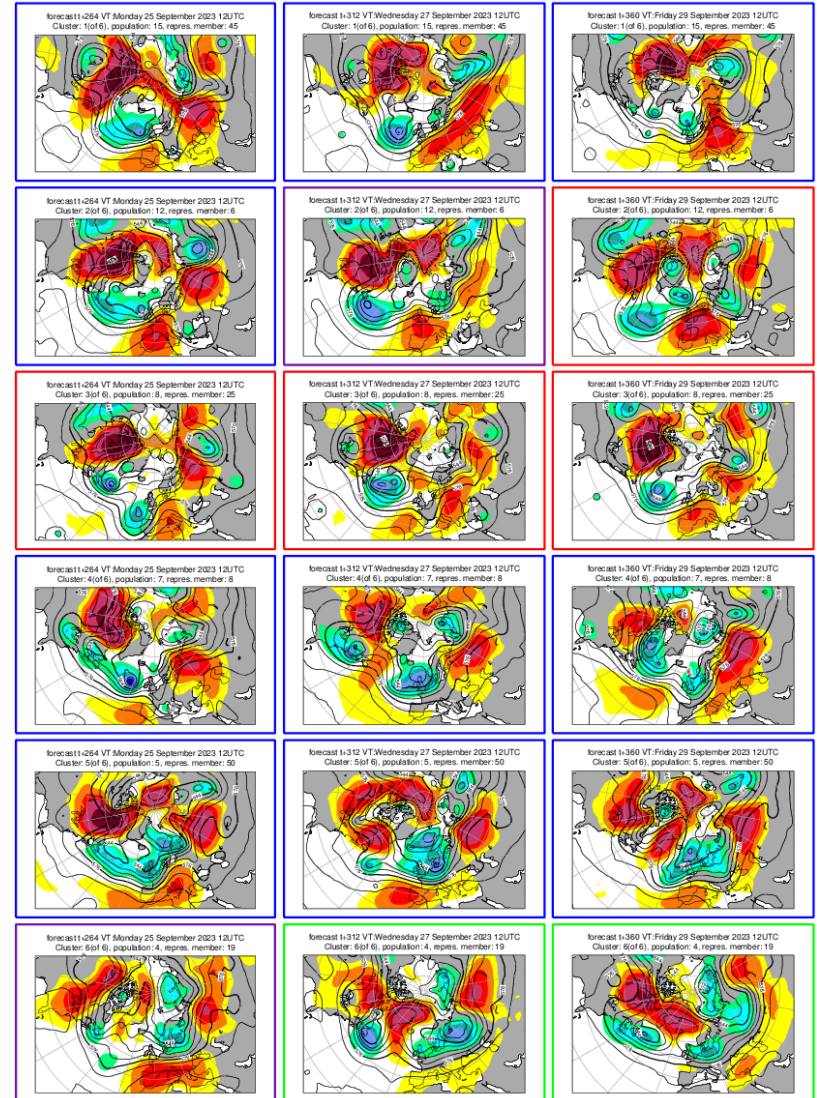 forecast t+264 VT:Monday 25 September 2023 12UTC
Cluster: 1(of 6), population: 15, repres. member: 45
forecast t+312 VT:Wednesday 27 September 2023 12UTC
Cluster: 1(of 6), population: 15, repres. member: 45
forecast t+360 VT:Friday 29 September 2023 12UTC
Cluster: 1(of 6), population: 15, repres. member: 45
forecast t+264 VT:Monday 25 September 2023 12UTC
Cluster: 2(of 6), population: 12, repres. member: 6
forecast t+312 VT:Wednesday 27 September 2023 12UTC
Cluster: 2(of 6), population: 12, repres. member: 6
forecast t+360 VT:Friday 29 September 2023 12UTC
Cluster: 2(of 6), population: 12, repres. member: 6
forecast t+264 VT:Monday 25 September 2023 12UTC
Cluster: 3(of 6), population: 8, repres. member: 25
forecast t+312 VT:Wednesday 27 September 2023 12UTC
Cluster: 3(of 6), population: 8, repres. member: 25
forecast t+360 VT:Friday 29 September 2023 12UTC
Cluster: 3(of 6), population: 8, repres. member: 25
forecast t+264 VT:Monday 25 September 2023 12UTC
Cluster: 4(of 6), population: 7, repres. member: 8
forecast t+312 VT:Wednesday 27 September 2023 12UTC
Cluster: 4(of 6), population: 7, repres. member: 8
forecast t+360 VT:Friday 29 September 2023 12UTC
Cluster: 4(of 6), population: 7, repres. member: 8
forecast t+264 VT:Monday 25 September 2023 12UTC
Cluster: 5(of 6), population: 5, repres. member: 50
forecast t+312 VT:Wednesday 27 September 2023 12UTC
Cluster: 5(of 6), population: 5, repres. member: 50
forecast t+360 VT:Friday 29 September 2023 12UTC
Cluster: 5(of 6), population: 5, repres. member: 50
forecast t+264 VT:Monday 25 September 2023 12UTC
Cluster: 6(of 6), population: 4, repres. member: 19
forecast t+312 VT:Wednesday 27 September 2023 12UTC
Cluster: 6(of 6), population: 4, repres. member: 19
forecast t+360 VT:Friday 29 September 2023 12UTC
Cluster: 6(of 6), population: 4, repres. member: 19